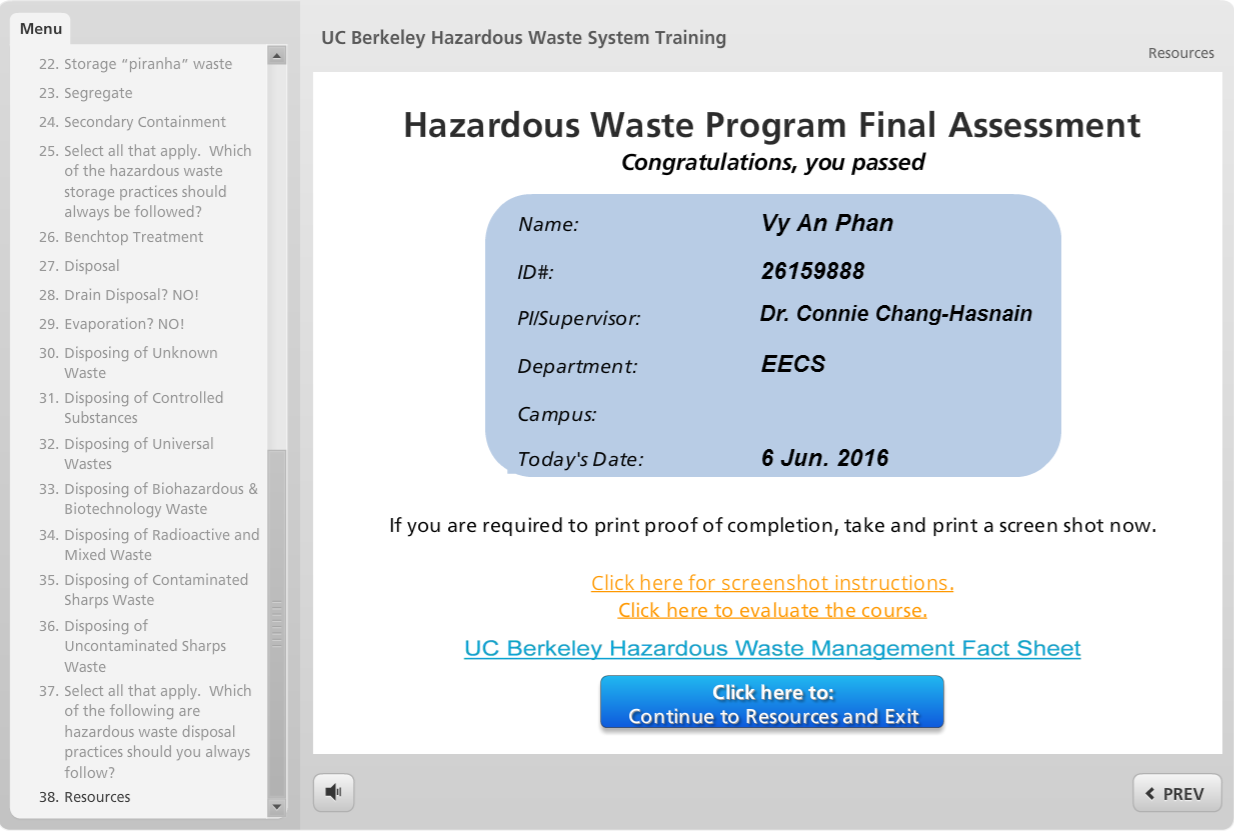 Menu
22. Storage “piranha” waste
23. Segregate
24. Secondary Containment
25. Select all that apply.  Which
of the hazardous waste
storage practices should
always be followed?
26. Benchtop Treatment
27. Disposal
28. Drain Disposal? NO!
29. Evaporation? NO!
30. Disposing of Unknown
Waste
31. Disposing of Controlled
Substances
32. Disposing of Universal
Wastes
33. Disposing of Biohazardous &
Biotechnology Waste
34. Disposing of Radioactive and
Mixed Waste
35. Disposing of Contaminated
Sharps Waste
36. Disposing of
Uncontaminated Sharps
Waste
37. Select all that apply.  Which
of the following are
hazardous waste disposal
practices should you always
follow?
38. Resources
UC Berkeley Hazardous Waste System Training
Resources
Hazardous Waste Program Final Assessment
Congratulations, you passed
Name: Vy An Phan
ID#: 26159888
PI/Supervisor: Dr. Connie Chang-Hasnain
Department: EECS
Campus:
Today's Date: 6 Jun. 2016
If you are required to print proof of completion, take and print a screen shot now.
Click here for screenshot instructions.
Click here to evaluate the course.
UC Berkeley Hazardous Waste Management Fact Sheet
Click here to:
Continue to Resources and Exit
PREV